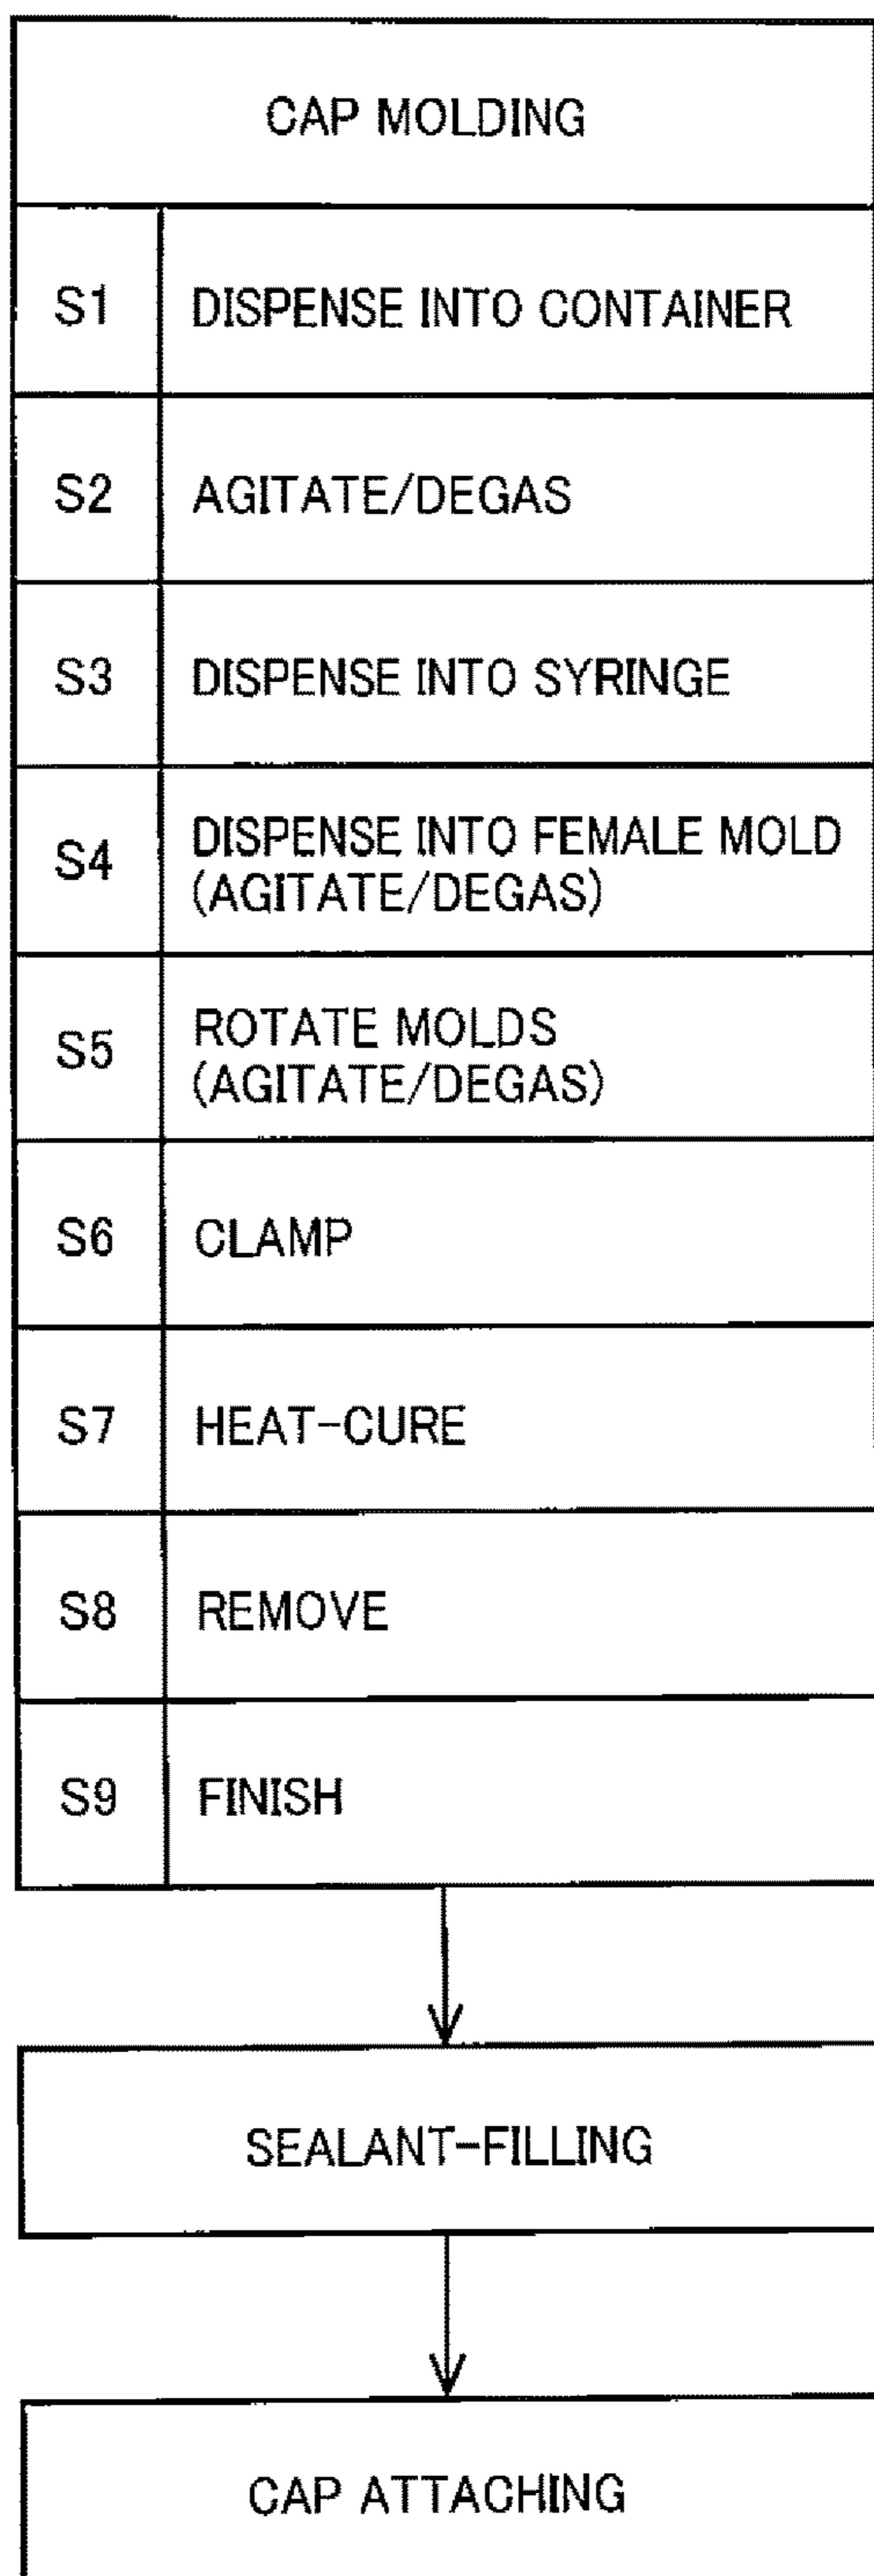 CAP MOLDING
S1 DISPENSE INTO CONTAINER
S2 AGITATE/DEGAS
S3 DISPENSE INTO SYRINGE
S4 DISPENSE INTO FEMALE MOLD
(AGITATE/DEGAS)
S5 ROTATE MOLDS
(AGITATE/DEGAS)
S6 CLAMP
S7 HEAT-CURE
S8 REMOVE
S9 FINISH
SEALANT-FILLING
CAP ATTACHING